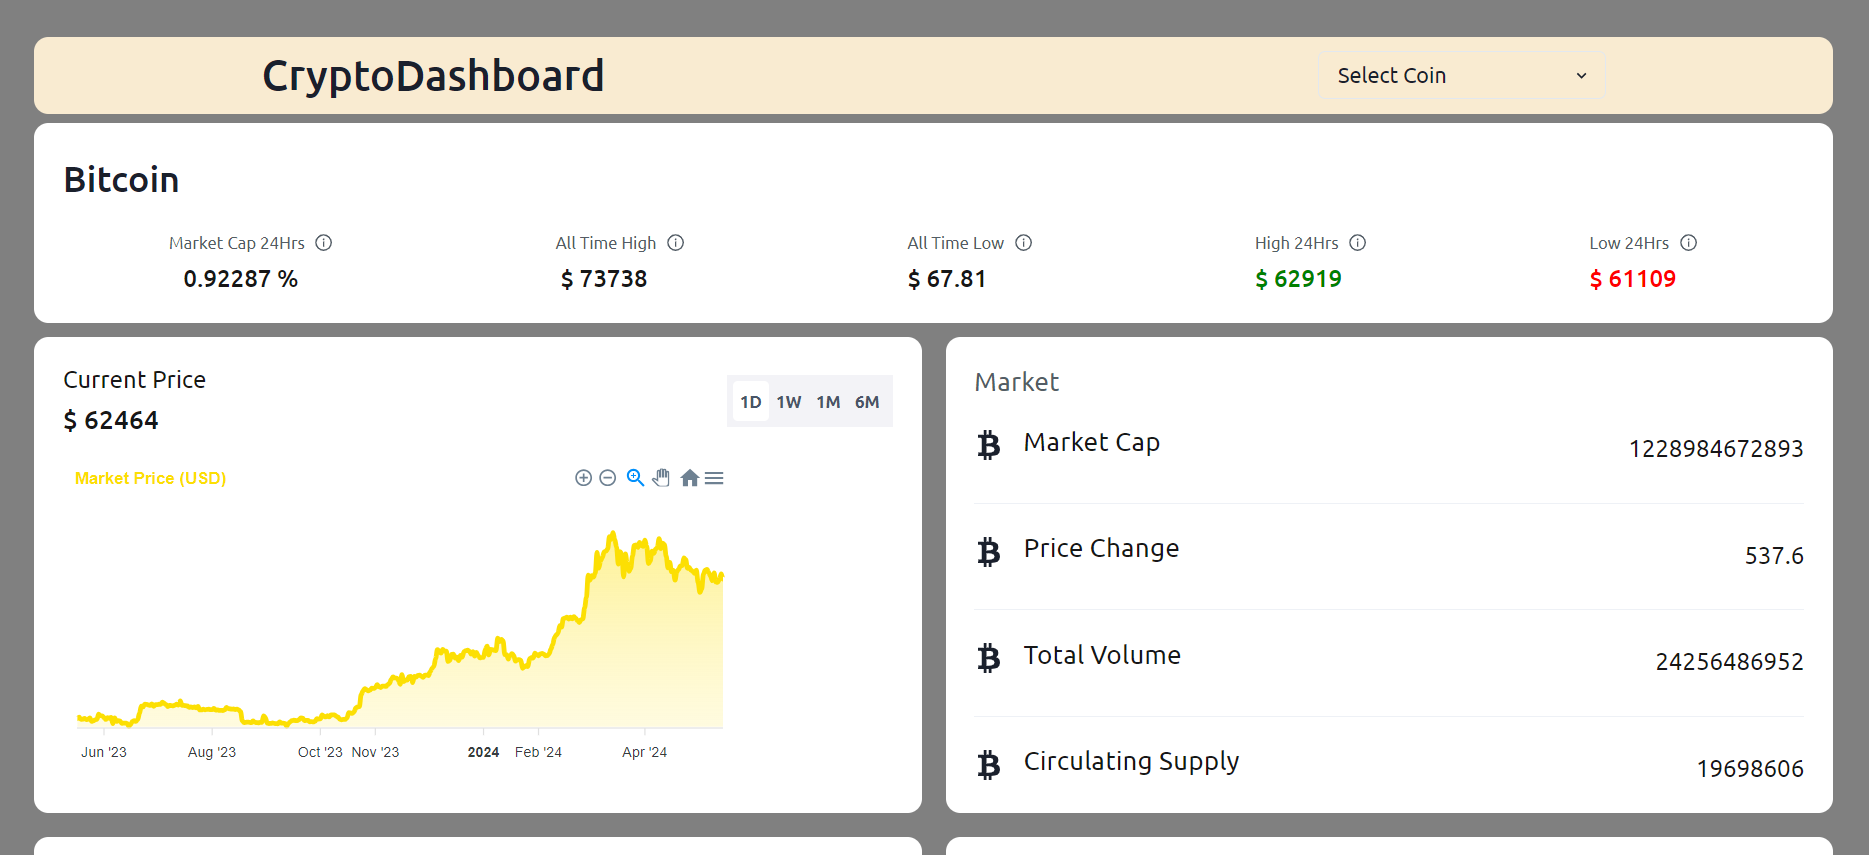 CryptoDashboard
Select Coin
Bitcoin
Market Cap 24Hrs
0.92287 %
All Time High
$ 73738
All Time Low
$ 67.81
High 24Hrs
$ 62919
Low 24Hrs
$ 61109
Current Price
$ 62464
1D 1W 1M 6M
Market Price (USD)
Jun '23 Aug '23 Oct '23 Nov '23 2024 Feb '24 Apr '24
Market
Market Cap
1228984672893
Price Change
537.6
Total Volume
24256486952
Circulating Supply
19698606